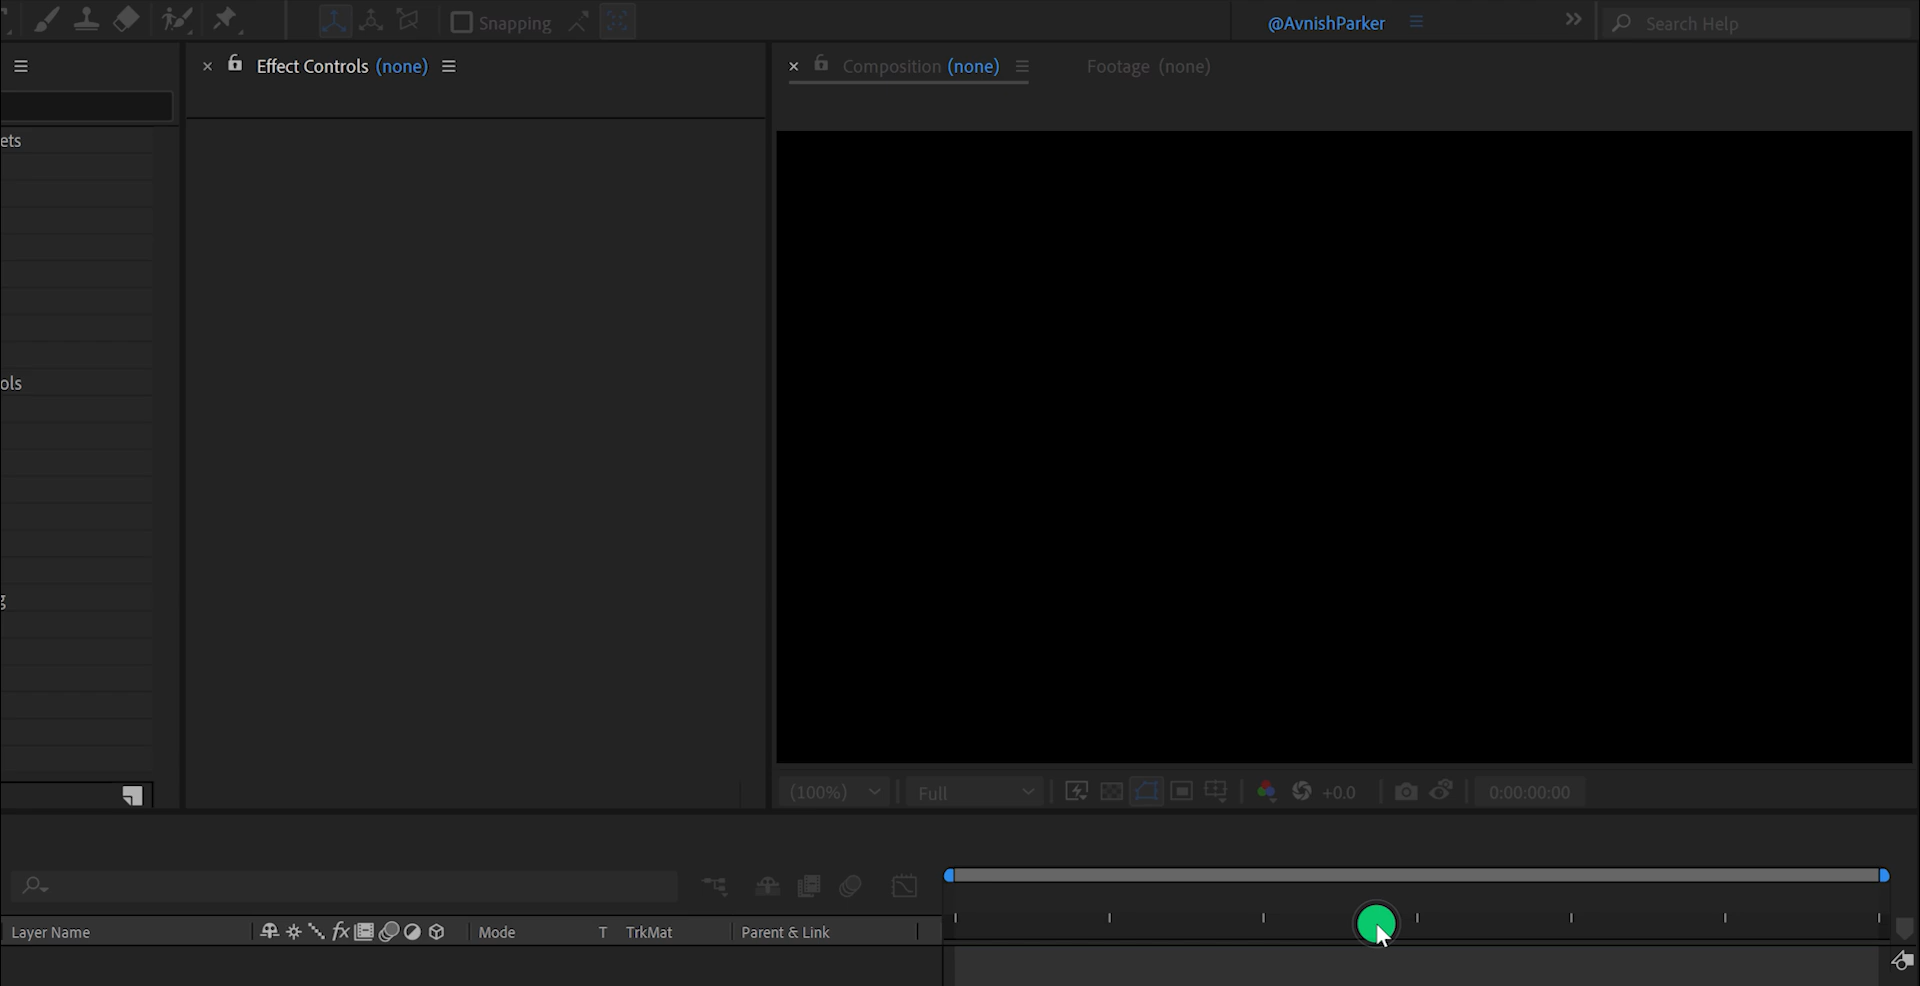 Snapping
@AvnishParker
Search Help
Effect Controls (none)
Composition (none)
Footage (none)
ets
ols
g
(100%)
Full
+0.0
0:00:00:00
Layer Name
fx
Mode
T
TrkMat
Parent & Link